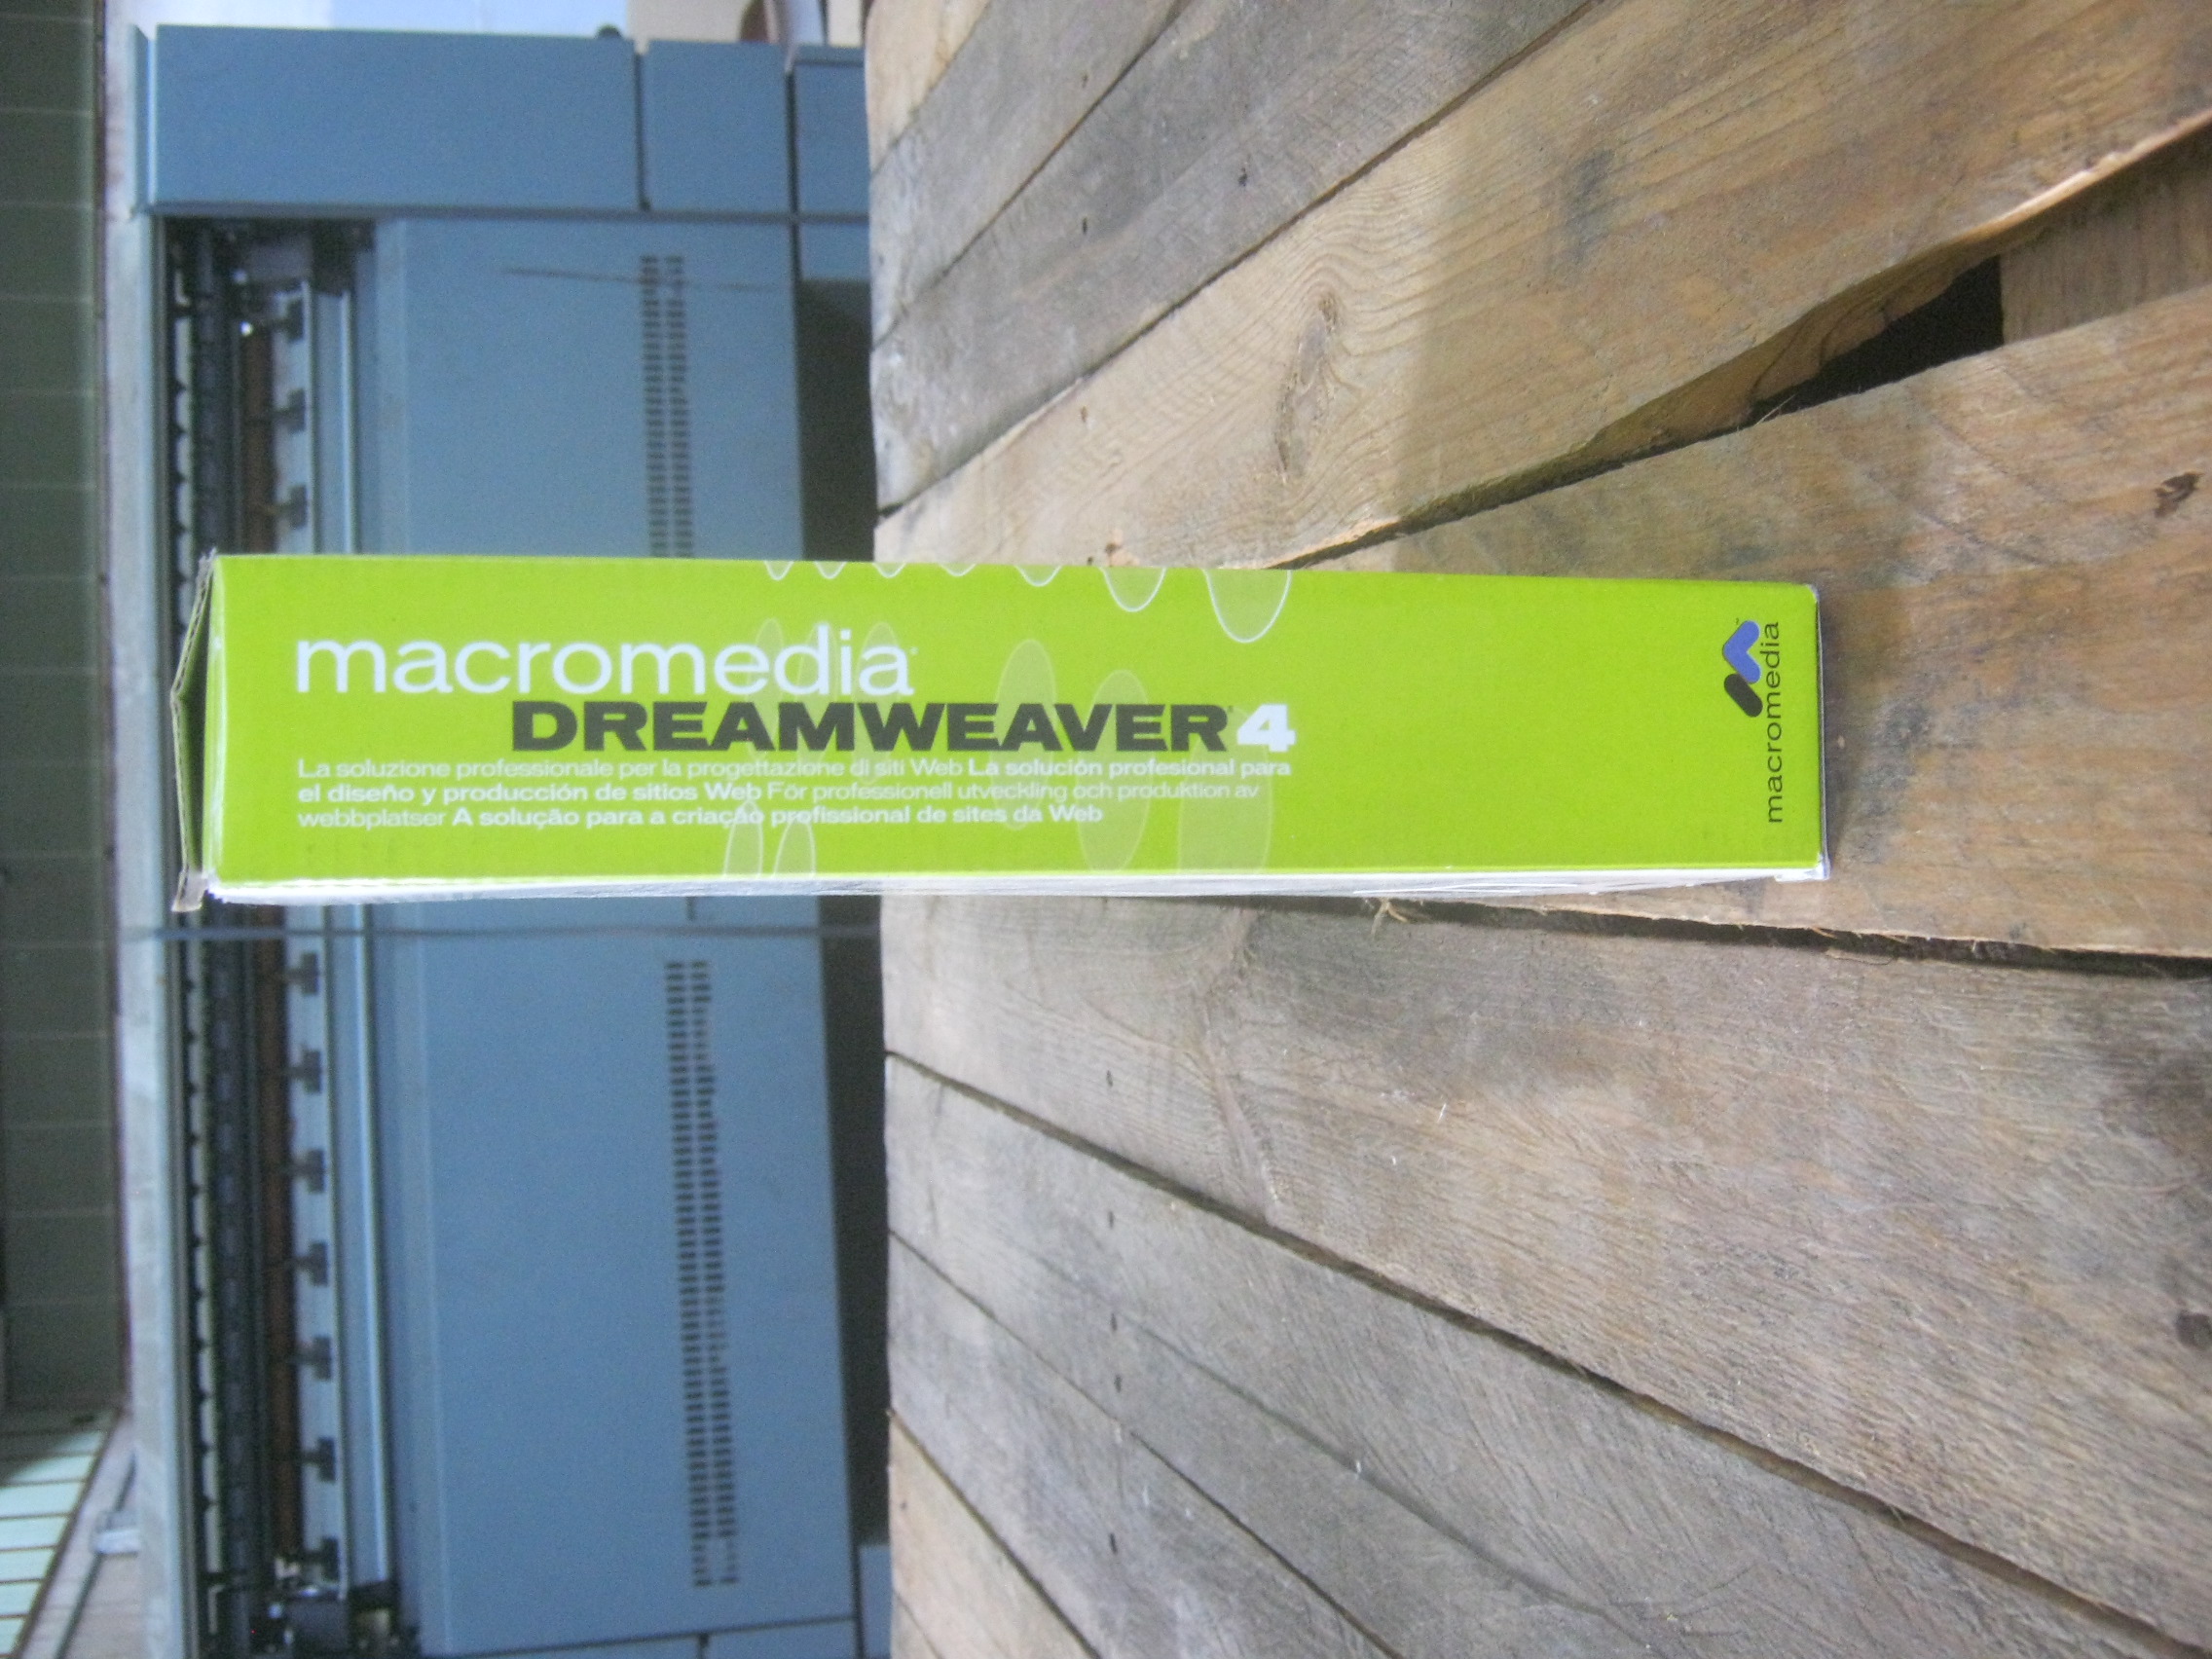 macromedia
DREAMWEAVER 4
La soluzione professionale per la progettazione di siti Web La solución profesional para
el diseño y producción de sitios Web För professionell utveckling och produktion av
webbplatser A solução para a criação profissional de sites da Web
macromedia